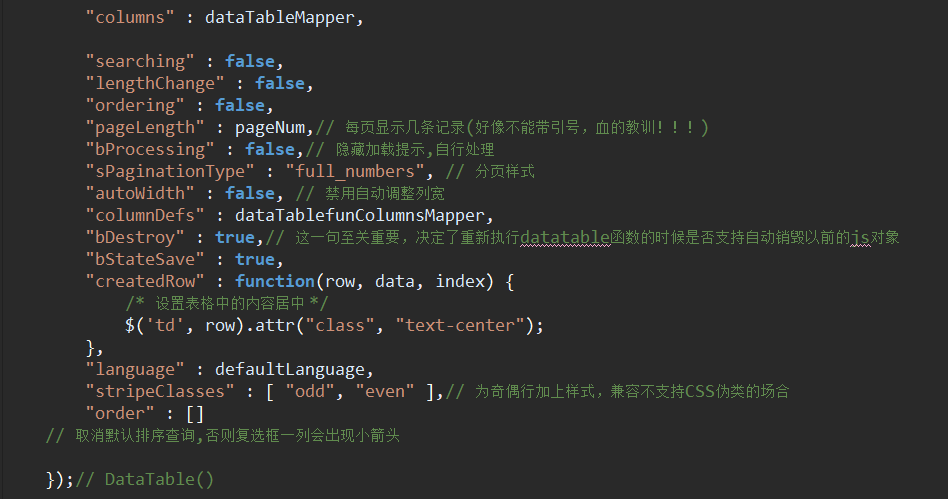 "columns" : dataTableMapper,
"searching" : false,
"lengthChange" : false,
"ordering" : false,
"pageLength" : pageNum,// 每页显示几条记录(好像不能带引号，血的教训！！！)
"bProcessing" : false,// 隐藏加载提示,自行处理
"sPaginationType" : "full_numbers", // 分页样式
"autoWidth" : false, // 禁用自动调整列宽
"columnDefs" : dataTablefunColumnsMapper,
"bDestroy" : true,// 这一句至关重要，决定了重新执行datatable函数的时候是否支持自动销毁以前的js对象
"bStateSave" : true,
"createdRow" : function(row, data, index) {
/* 设置表格中的内容居中 */
$('td', row).attr("class", "text-center");
},
"language" : defaultLanguage,
"stripeClasses" : [ "odd", "even" ],// 为奇偶行加上样式，兼容不支持CSS伪类的场合
"order" : []
// 取消默认排序查询,否则复选框一列会出现小箭头
});// DataTable()